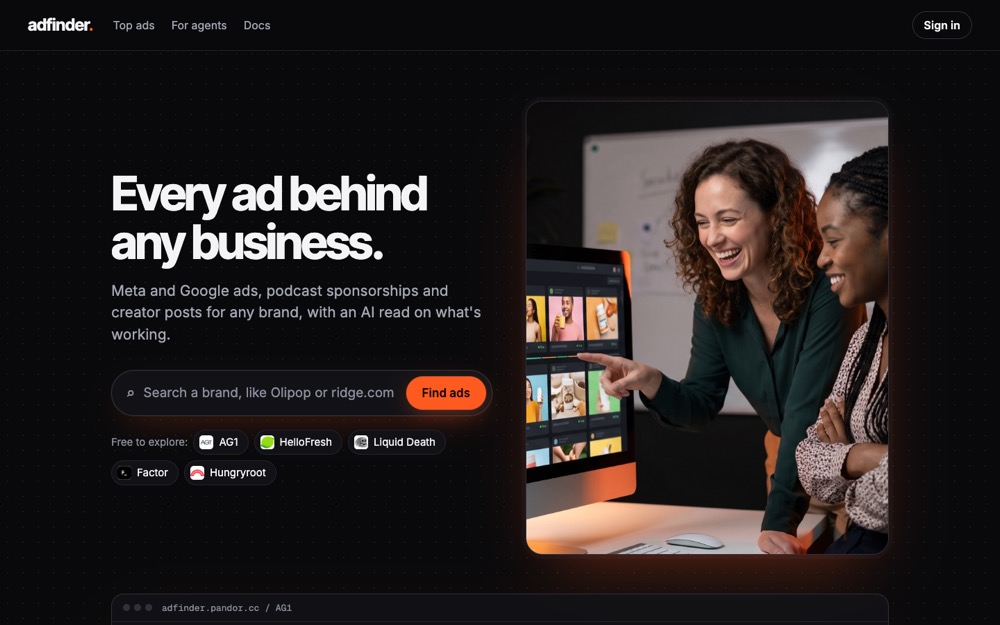 adfinder.
Top ads
For agents
Docs
Sign in
Every ad behind
any business.
Meta and Google ads, podcast sponsorships and
creator posts for any brand, with an AI read on what's
working.
Search a brand, like Olipop or ridge.com
Find ads
Free to explore:
AG1
AG1
HelloFresh
Liquid Death
Factor
Hungryroot
adfinder.pandor.cc / AG1